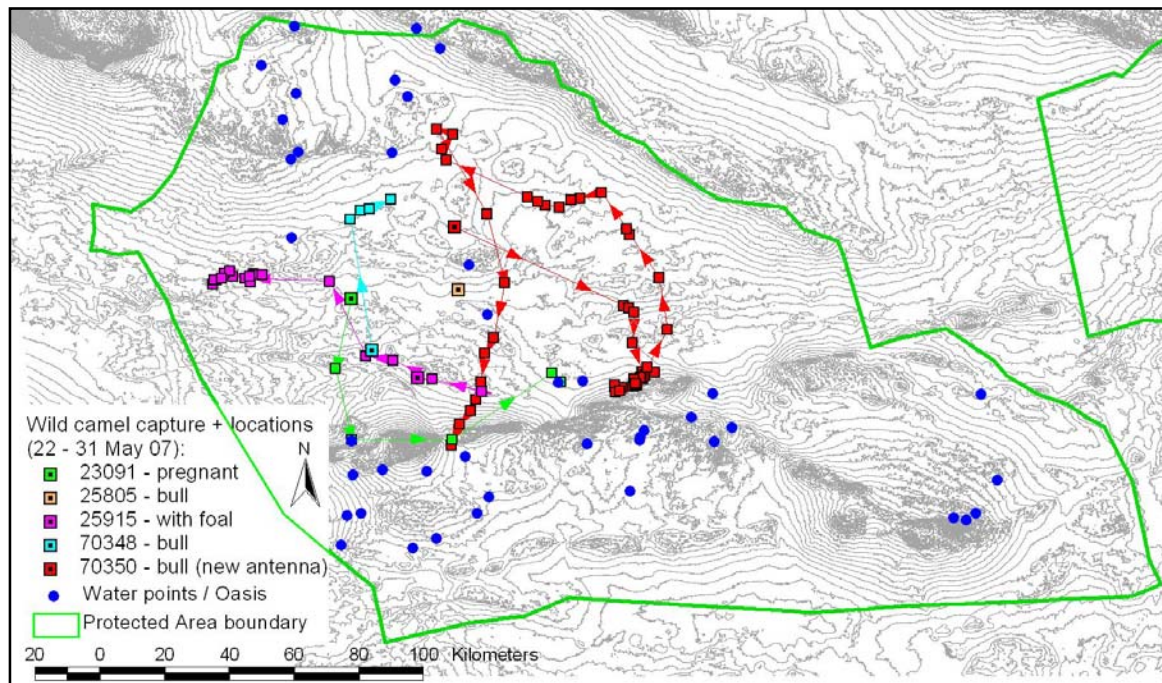 Wild camel capture + locations
(22 - 31 May 07):
N
23091 - pregnant
25805 - bull
25915 - with foal
70348 - bull
70350 - bull (new antenna)
Water points / Oasis
Protected Area boundary
20 0 20 40 60 80 100 Kilometers